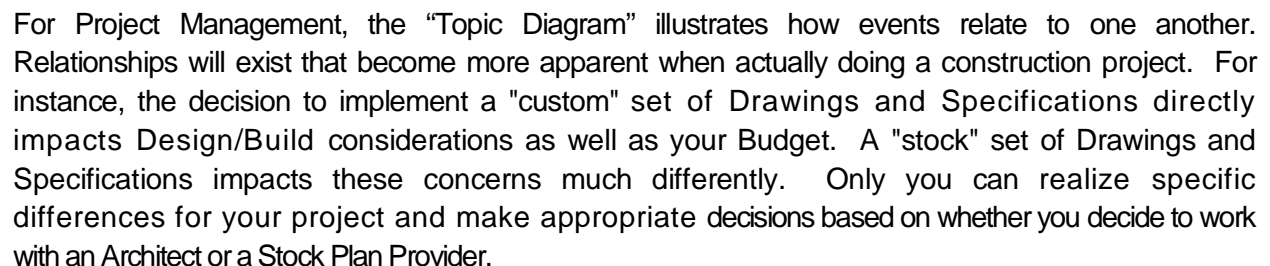 For Project Management, the “Topic Diagram” illustrates how events relate to one another.
Relationships will exist that become more apparent when actually doing a construction project. For
instance, the decision to implement a "custom" set of Drawings and Specifications directly
impacts Design/Build considerations as well as your Budget. A "stock" set of Drawings and
Specifications impacts these concerns much differently. Only you can realize specific
differences for your project and make appropriate decisions based on whether you decide to work
with an Architect or a Stock Plan Provider.